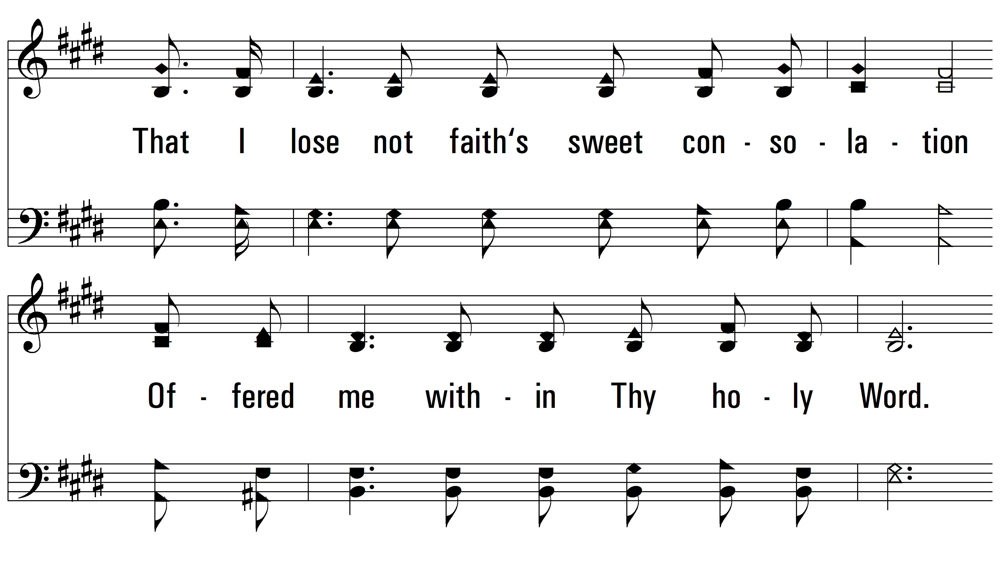 That I lose not faith‘s sweet con - so - la - tion
Of - fered me with - in Thy ho - ly Word.